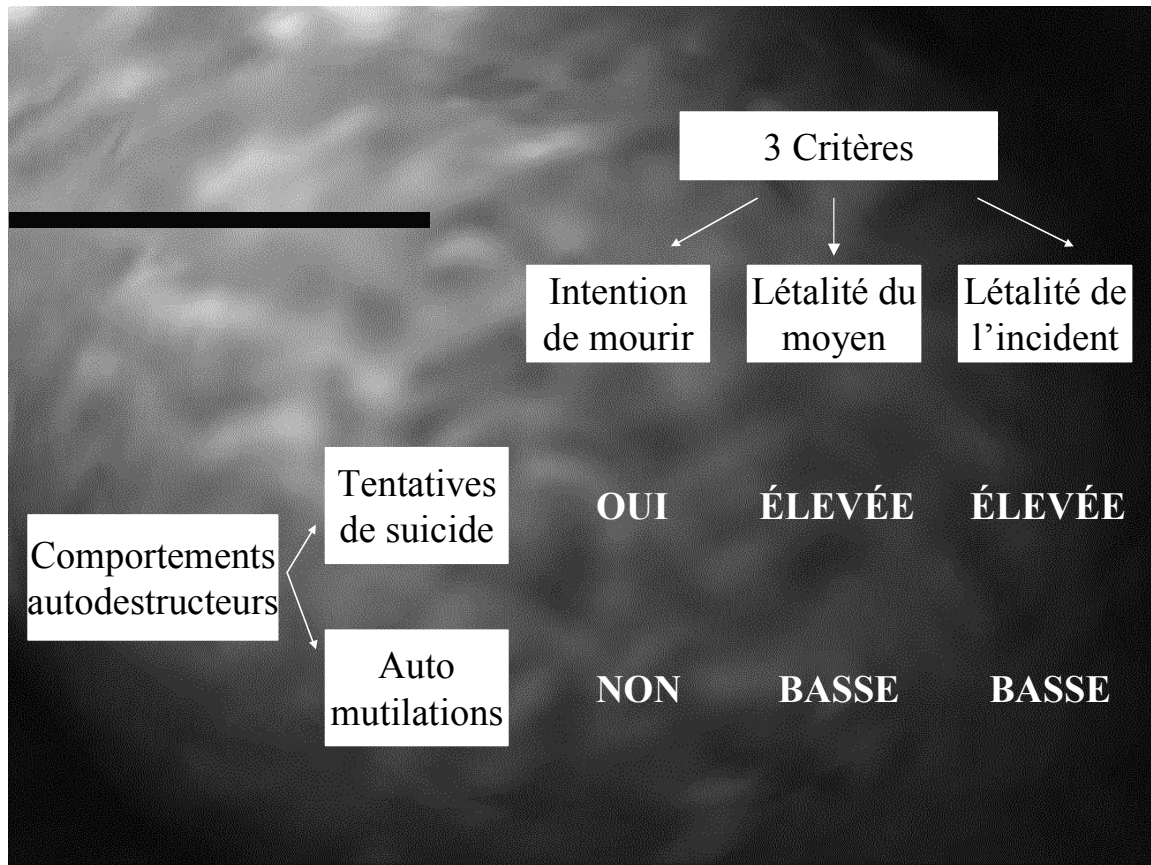 3 Critères
Intention
de mourir
Létalité du
moyen
Létalité de
l’incident
Comportements
autodestructeurs
Tentatives
de suicide
OUI
ÉLEVÉE
ÉLEVÉE
Auto
mutilations
NON
BASSE
BASSE